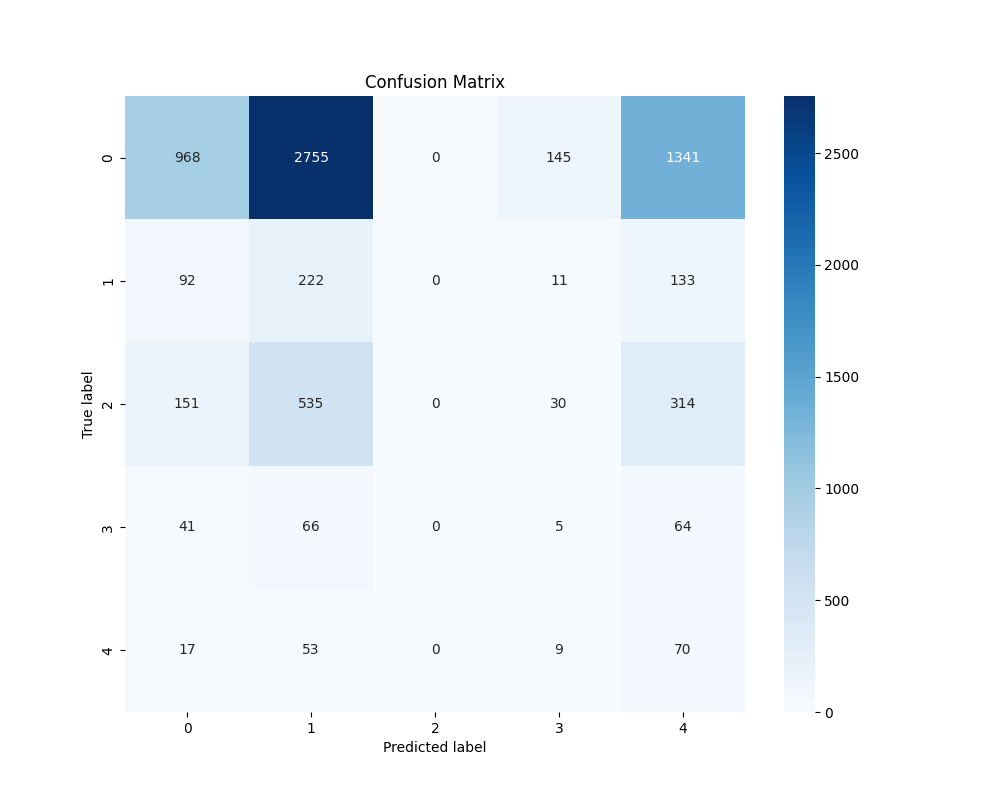 Confusion Matrix
0 968 2755 0 145 1341
1 92 222 0 11 133
2 151 535 0 30 314
3 41 66 0 5 64
4 17 53 0 9 70
0 1 2 3 4
Predicted label
True label
2500
2000
1500
1000
500
0